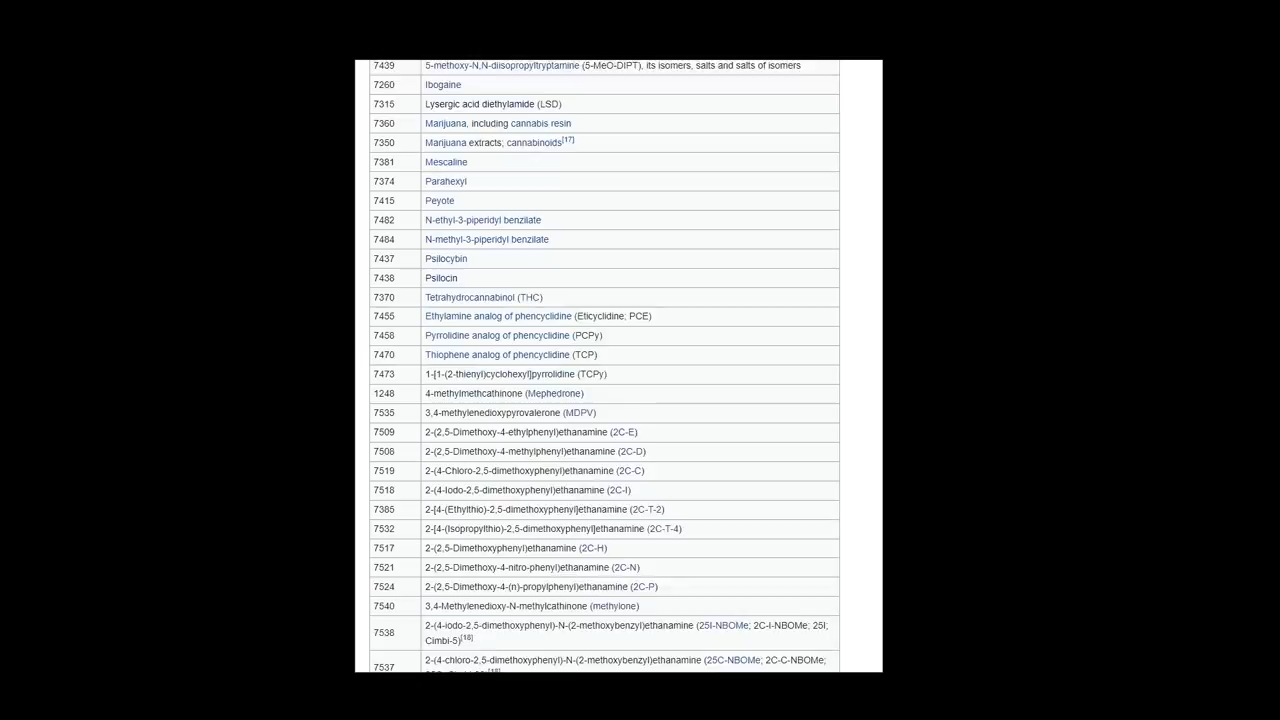 7439 5-methoxy-N,N-diisopropyltryptamine (5-MeO-DIPT), its isomers, salts and salts of isomers
7260 Ibogaine
7315 Lysergic acid diethylamide (LSD)
7360 Marijuana, including cannabis resin
7350 Marijuana extracts; cannabinoids[17]
7381 Mescaline
7374 Parahexyl
7415 Peyote
7482 N-ethyl-3-piperidyl benzilate
7484 N-methyl-3-piperidyl benzilate
7437 Psilocybin
7438 Psilocin
7370 Tetrahydrocannabinol (THC)
7455 Ethylamine analog of phencyclidine (Eticyclidine; PCE)
7458 Pyrrolidine analog of phencyclidine (PCPy)
7470 Thiophene analog of phencyclidine (TCP)
7473 1-[1-(2-thienyl)cyclohexyl]pyrrolidine (TCPy)
1248 4-methylmethcathinone (Mephedrone)
7535 3,4-methylenedioxypyrovalerone (MDPV)
7509 2-(2,5-Dimethoxy-4-ethylphenyl)ethanamine (2C-E)
7508 2-(2,5-Dimethoxy-4-methylphenyl)ethanamine (2C-D)
7519 2-(4-Chloro-2,5-dimethoxyphenyl)ethanamine (2C-C)
7518 2-(4-Iodo-2,5-dimethoxyphenyl)ethanamine (2C-I)
7385 2-[4-(Ethylthio)-2,5-dimethoxyphenyl]ethanamine (2C-T-2)
7532 2-[4-(Isopropylthio)-2,5-dimethoxyphenyl]ethanamine (2C-T-4)
7517 2-(2,5-Dimethoxyphenyl)ethanamine (2C-H)
7521 2-(2,5-Dimethoxy-4-nitro-phenyl)ethanamine (2C-N)
7524 2-(2,5-Dimethoxy-4-(n)-propylphenyl)ethanamine (2C-P)
7540 3,4-Methylenedioxy-N-methylcathinone (methylone)
7538 2-(4-iodo-2,5-dimethoxyphenyl)-N-(2-methoxybenzyl)ethanamine (25I-NBOMe; 2C-I-NBOMe; 25I;
Cimbi-5)[18]
7537 2-(4-chloro-2,5-dimethoxyphenyl)-N-(2-methoxybenzyl)ethanamine (25C-NBOMe; 2C-C-NBOMe;